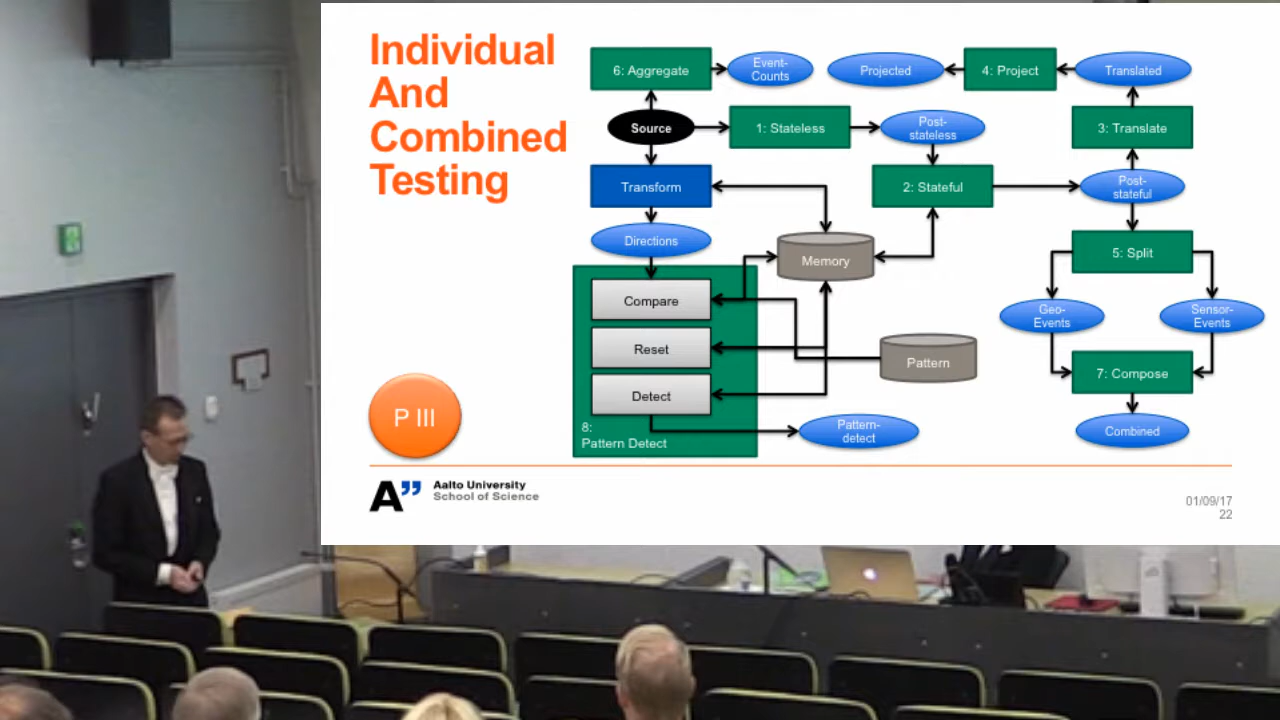 Individual
And
Combined
Testing
6: Aggregate
Event-
Counts
Projected
4: Project
Translated
Source
1: Stateless
Post-
stateless
3: Translate
Transform
2: Stateful
Post-
stateful
Directions
Memory
5: Split
Compare
Geo-
Events
Sensor-
Events
Reset
Pattern
7: Compose
Detect
P III
8:
Pattern Detect
Pattern-
detect
Combined
A”
Aalto University
School of Science
01/09/17
22